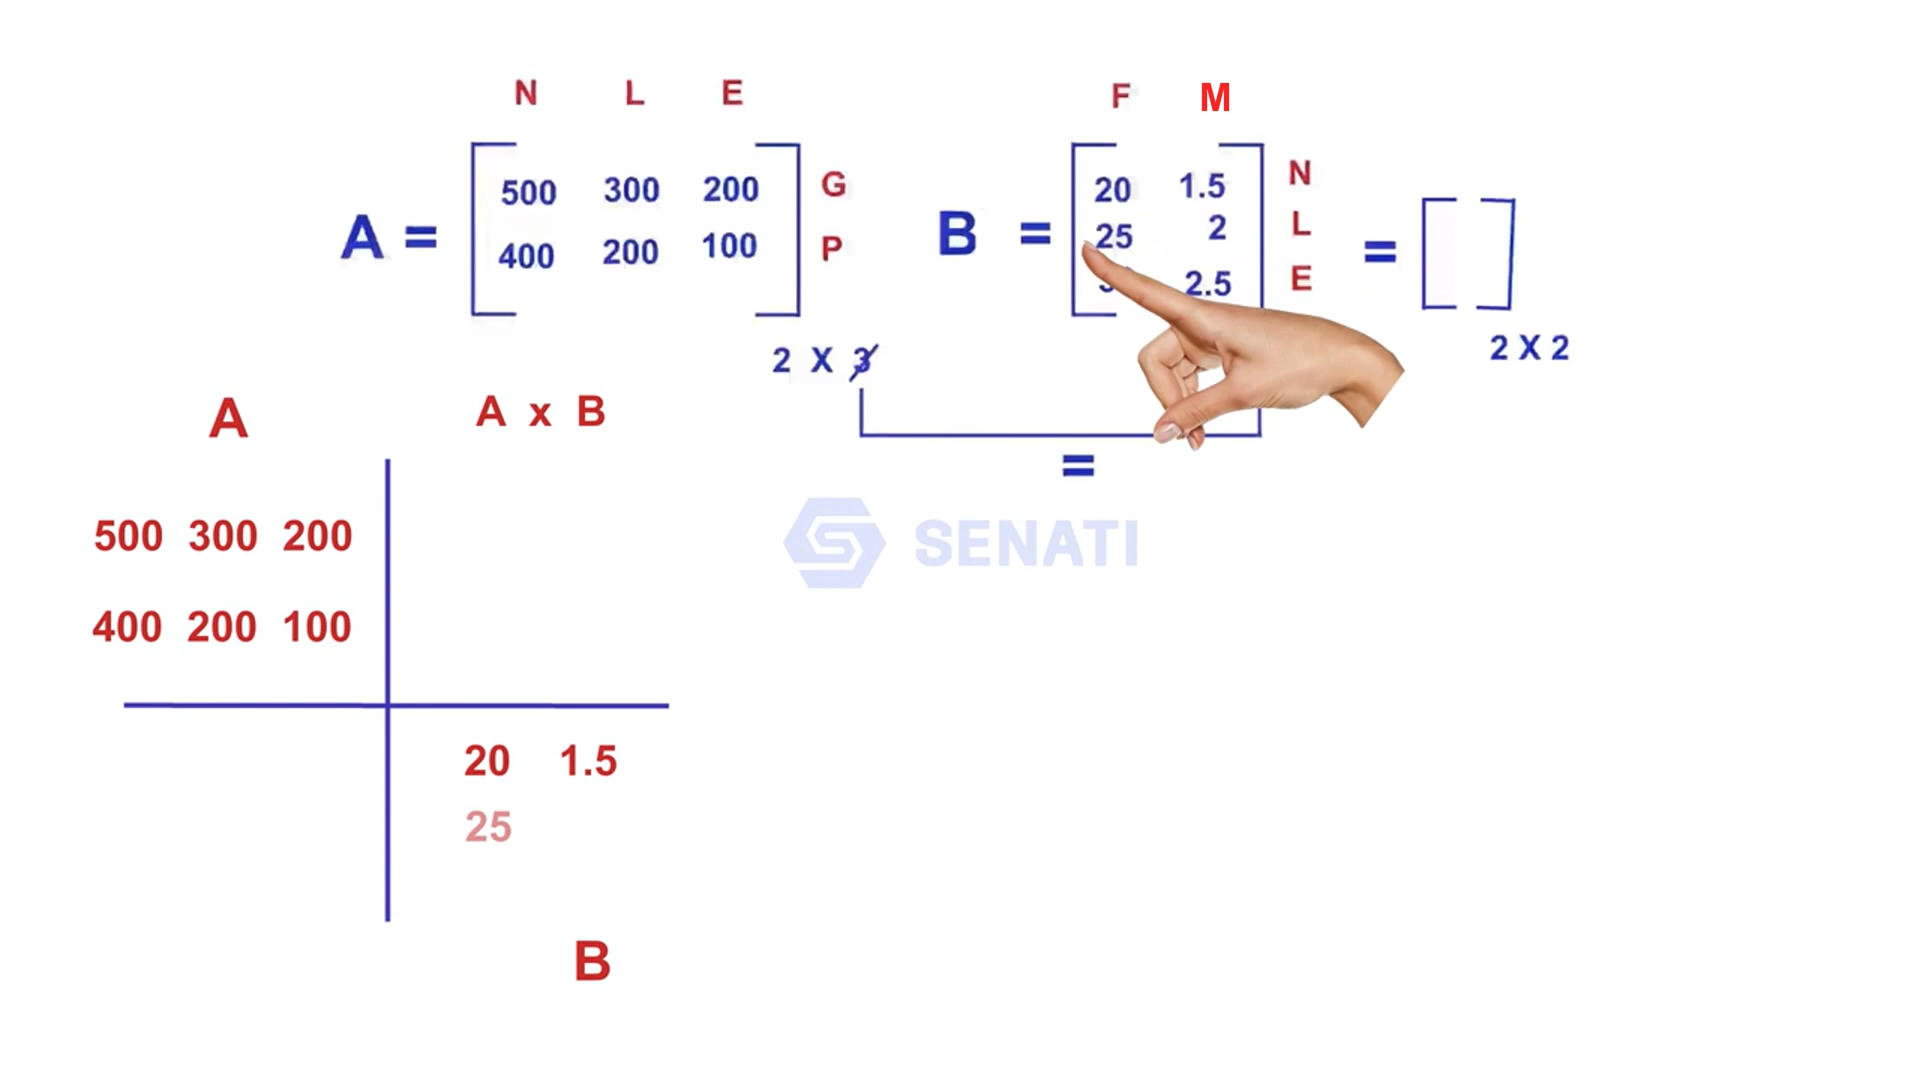 N L E
F M
A = 500 300 200 G
400 200 100 P
B = 20 1.5 N
25 2 L
2.5 E
=
2 X 3
2 X 2
A
A x B
=
500 300 200
400 200 100
SENATI
20 1.5
25
B